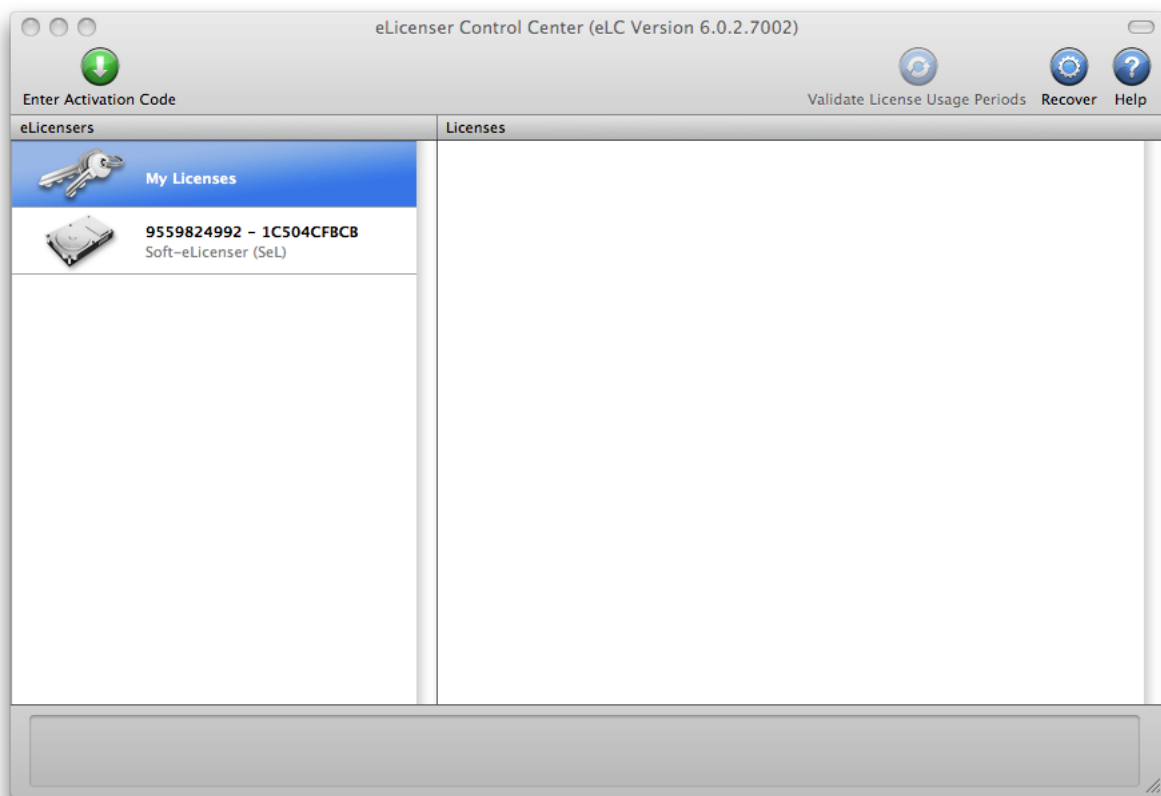 eLicenser Control Center (eLC Version 6.0.2.7002)
Enter Activation Code
Validate License Usage Periods
Recover
Help
eLicensers
Licenses
My Licenses
9559824992 - 1C504CFBCB
Soft-eLicenser (SeL)